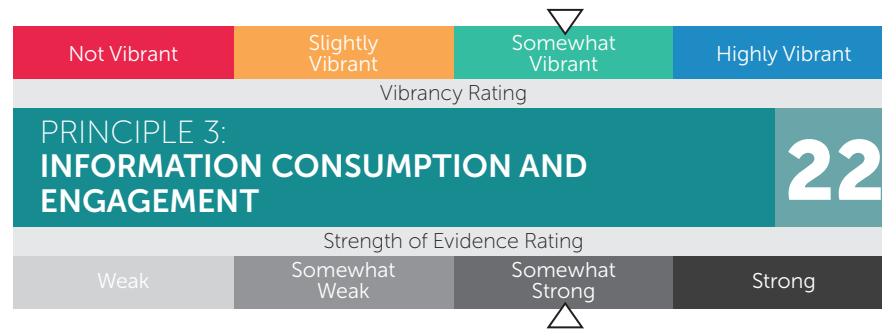 Not Vibrant
Slightly
Vibrant
Somewhat
Vibrant
Highly Vibrant
Vibrancy Rating
PRINCIPLE 3:
INFORMATION CONSUMPTION AND
ENGAGEMENT
22
Strength of Evidence Rating
Weak
Somewhat
Weak
Somewhat
Strong
Strong